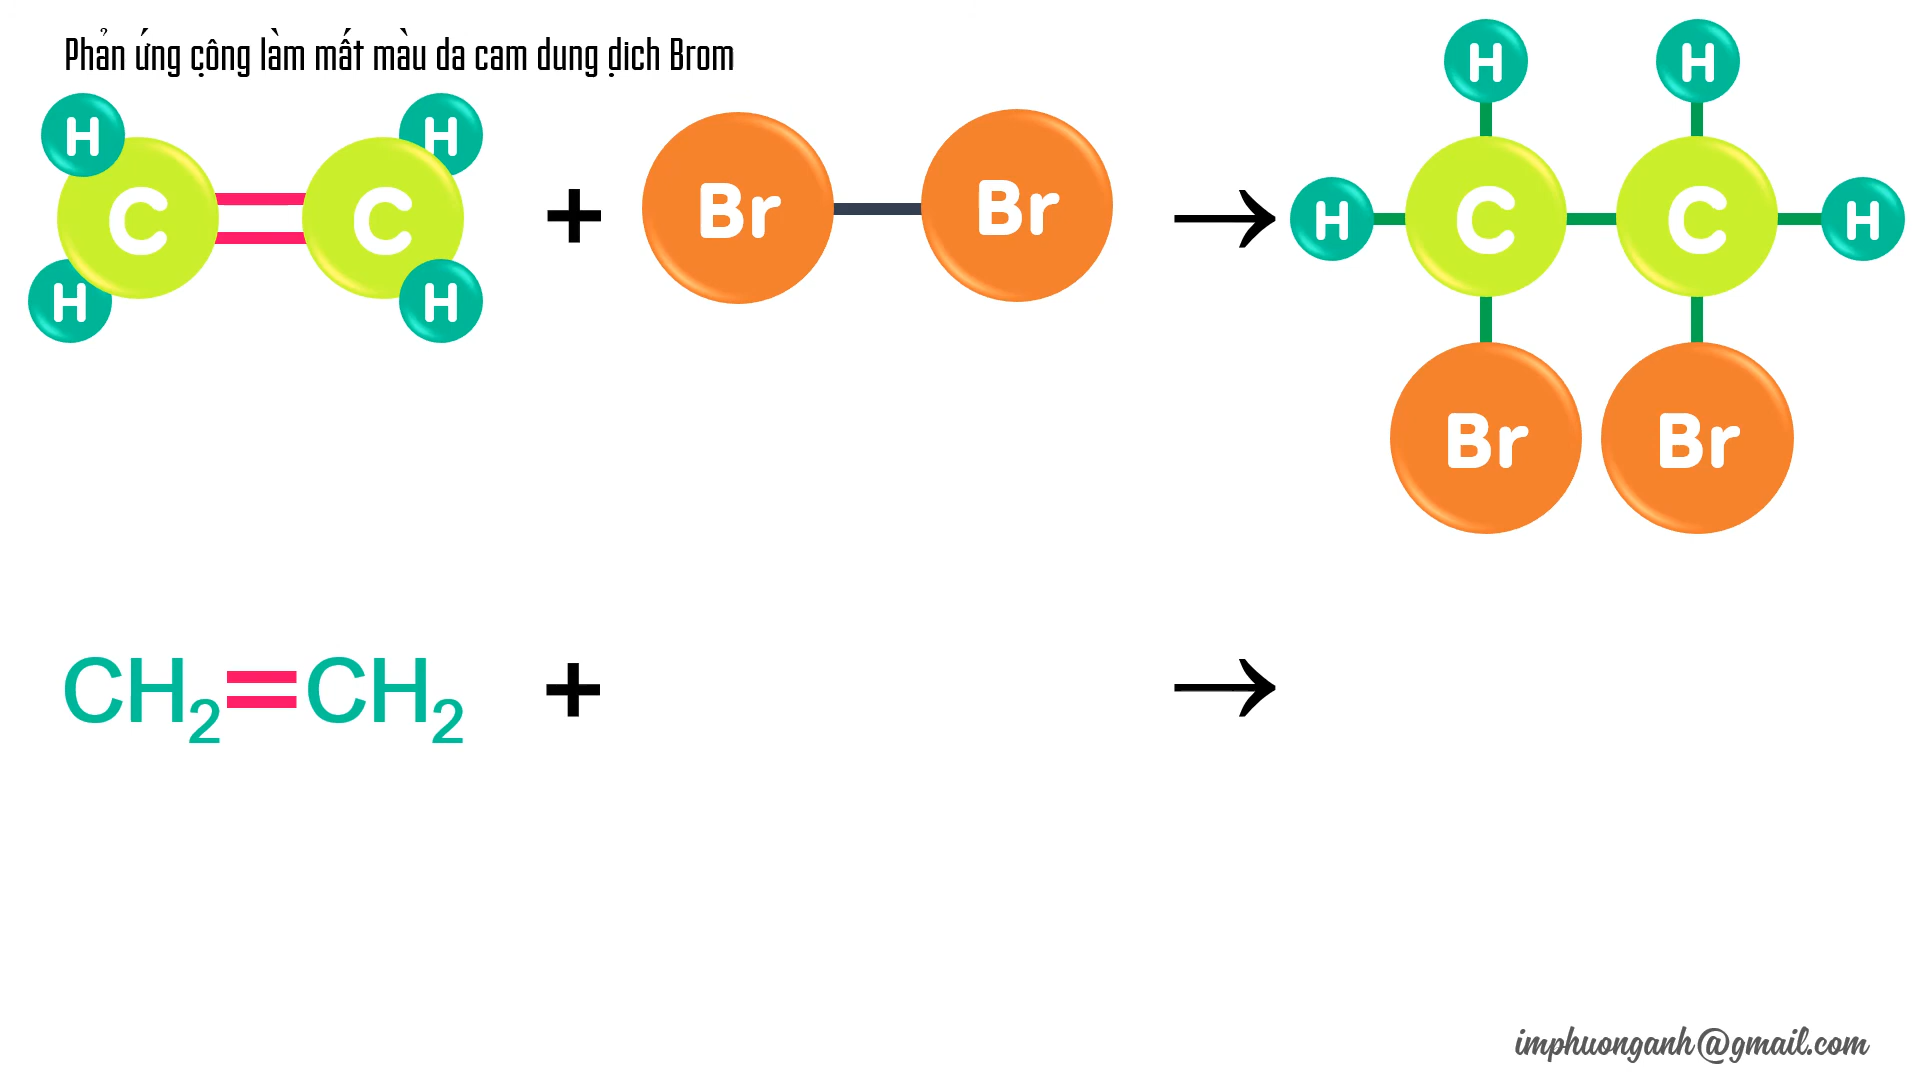 Phản ứng cộng làm mất màu da cam dung dịch Brom
H H H H
C C + Br Br → H C C H
H H
Br Br
CH₂=CH₂ + →
imphuonganh@gmail.com